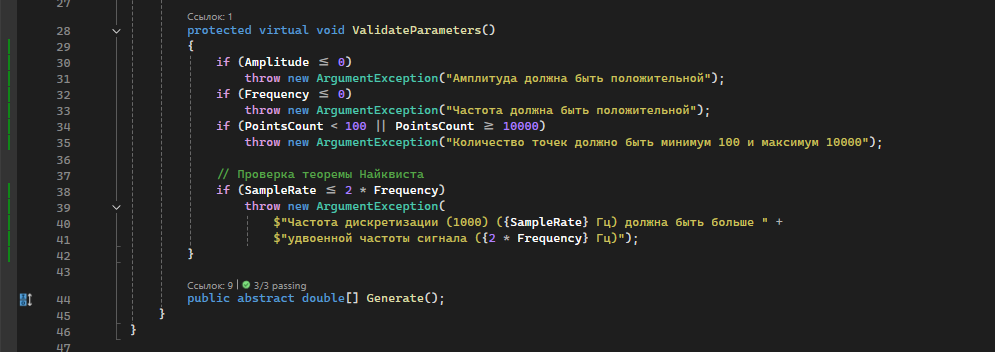 27
Ссылок: 1
28 protected virtual void ValidateParameters()
29 {
30 if (Amplitude ≤ 0)
31 throw new ArgumentException("Амплитуда должна быть положительной");
32 if (Frequency ≤ 0)
33 throw new ArgumentException("Частота должна быть положительной");
34 if (PointsCount < 100 || PointsCount ≥ 10000)
35 throw new ArgumentException("Количество точек должно быть минимум 100 и максимум 10000");
36
37 // Проверка теоремы Найквиста
38 if (SampleRate ≤ 2 * Frequency)
39 throw new ArgumentException(
40 $"Частота дискретизации (1000) ({SampleRate} Гц) должна быть больше " +
41 $"удвоенной частоты сигнала ({2 * Frequency} Гц)");
42 }
43
Ссылок: 9 | 3/3 passing
44 public abstract double[] Generate();
45 }
46 }
47